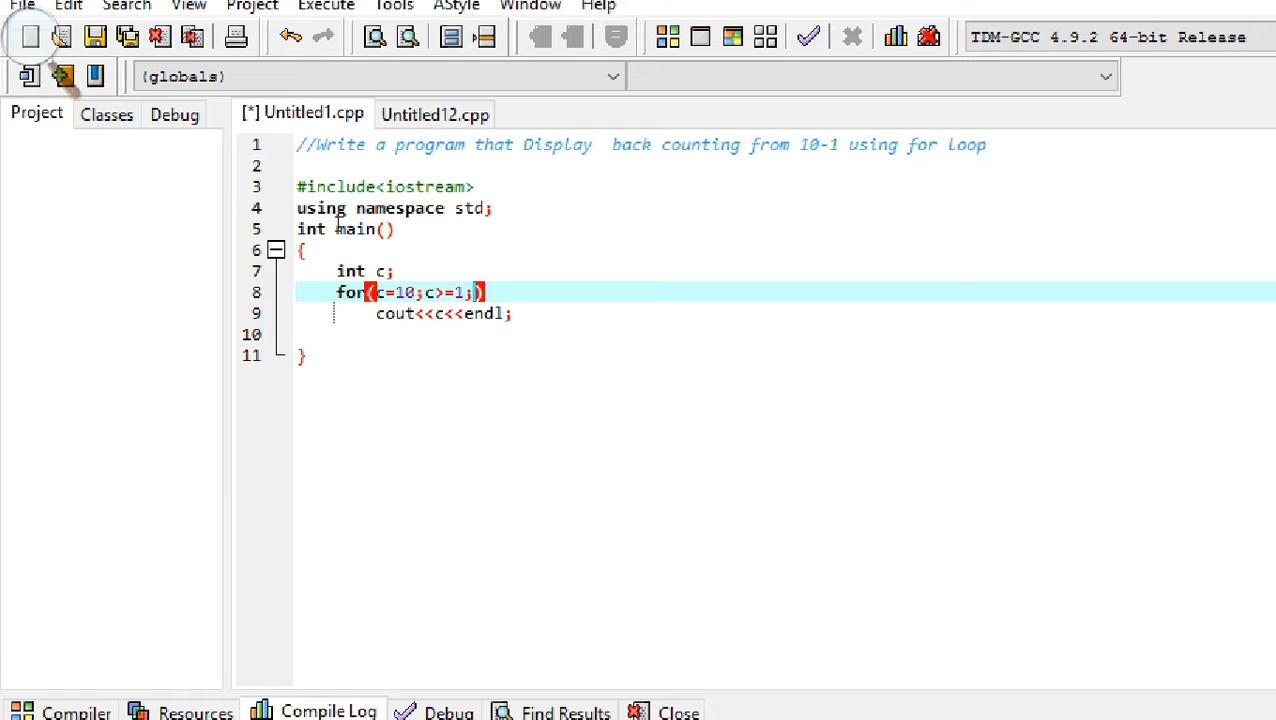 File Edit Search View Project Execute Tools AStyle Window Help
TDM-GCC 4.9.2 64-bit Release
(globals)
Project Classes Debug [*] Untitled1.cpp Untitled12.cpp
1 //Write a program that Display  back counting from 10-1 using for loop
2
3 #include<iostream>
4 using namespace std;
5 int main()
6 {
7 int c;
8 for(c=10;c>=1;)
9 cout<<c<<endl;
10
11 }
Compiler Resources Compile Log Debug Find Results Close